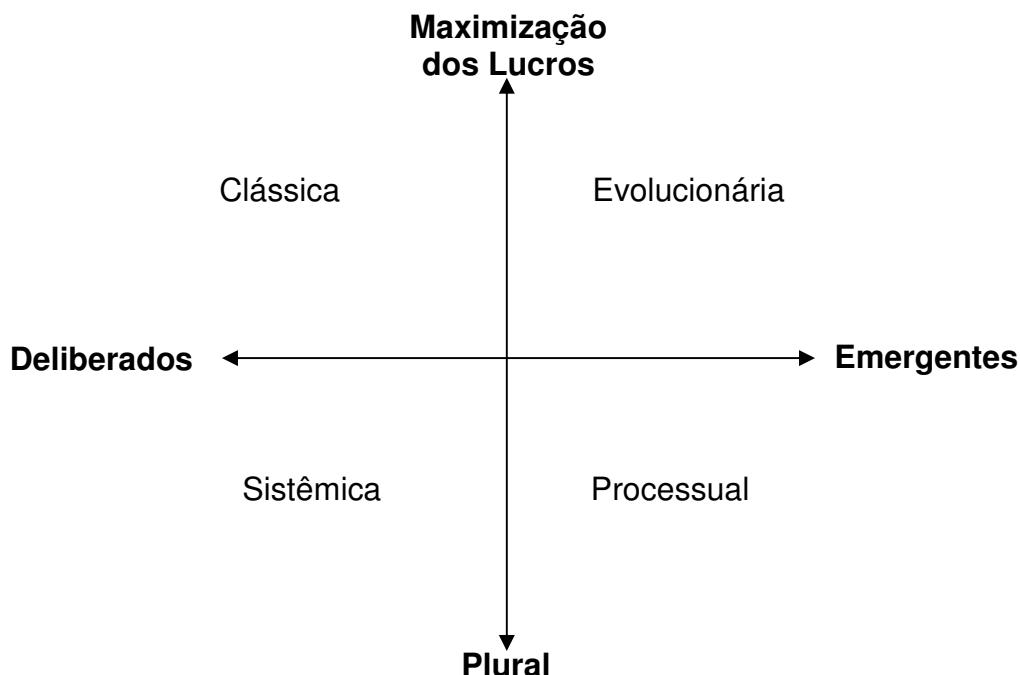 Maximização
dos Lucros
Clássica
Evolucionária
Deliberados
Emergentes
Sistêmica
Processual
Plural